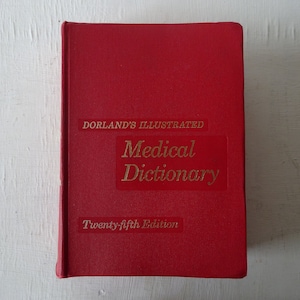 DORLAND'S ILLUSTRATED
Medical
Dictionary
Twenty-fifth Edition